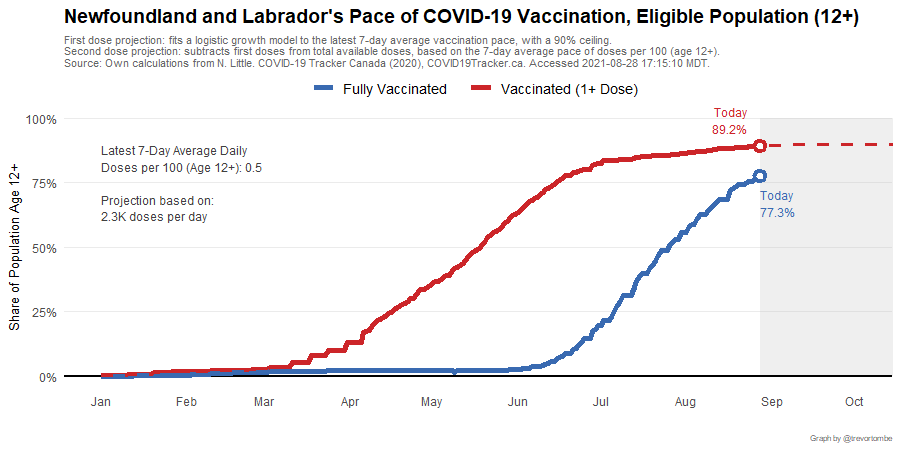 Newfoundland and Labrador's Pace of COVID-19 Vaccination, Eligible Population (12+)
First dose projection: fits a logistic growth model to the latest 7-day average vaccination pace, with a 90% ceiling.
Second dose projection: subtracts first doses from total available doses, based on the 7-day average pace of doses per 100 (age 12+).
Source: Own calculations from N. Little. COVID-19 Tracker Canada (2020), COVID19Tracker.ca. Accessed 2021-08-28 17:15:10 MDT.
Fully Vaccinated
Vaccinated (1+ Dose)
Today
89.2%
100%
Latest 7-Day Average Daily
Doses per 100 (Age 12+): 0.5
Projection based on:
2.3K doses per day
75%
Today
77.3%
50%
25%
0%
Share of Population Age 12+
Jan Feb Mar Apr May Jun Jul Aug Sep Oct
Graph by @trevortombe